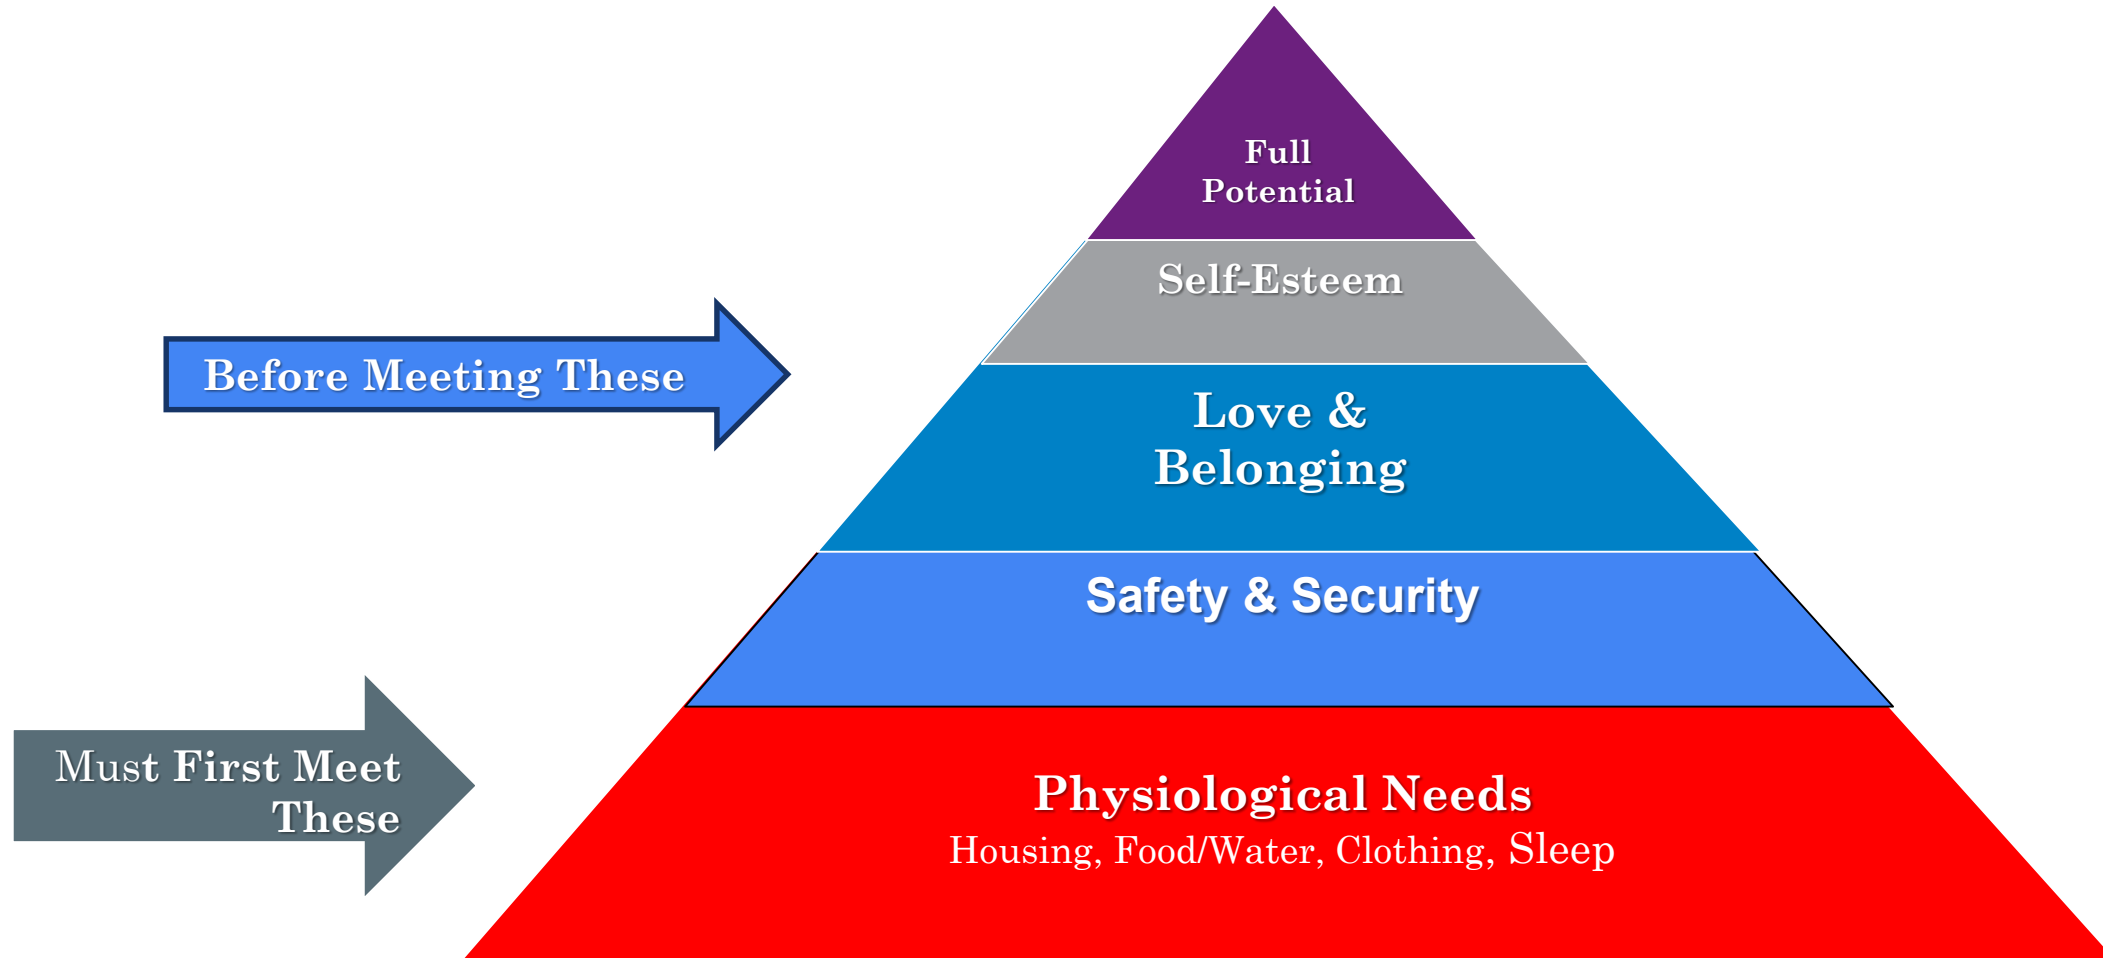 Full
Potential
Self-Esteem
Before Meeting These
Love &
Belonging
Safety & Security
Must First Meet
These
Physiological Needs
Housing, Food/Water, Clothing, Sleep